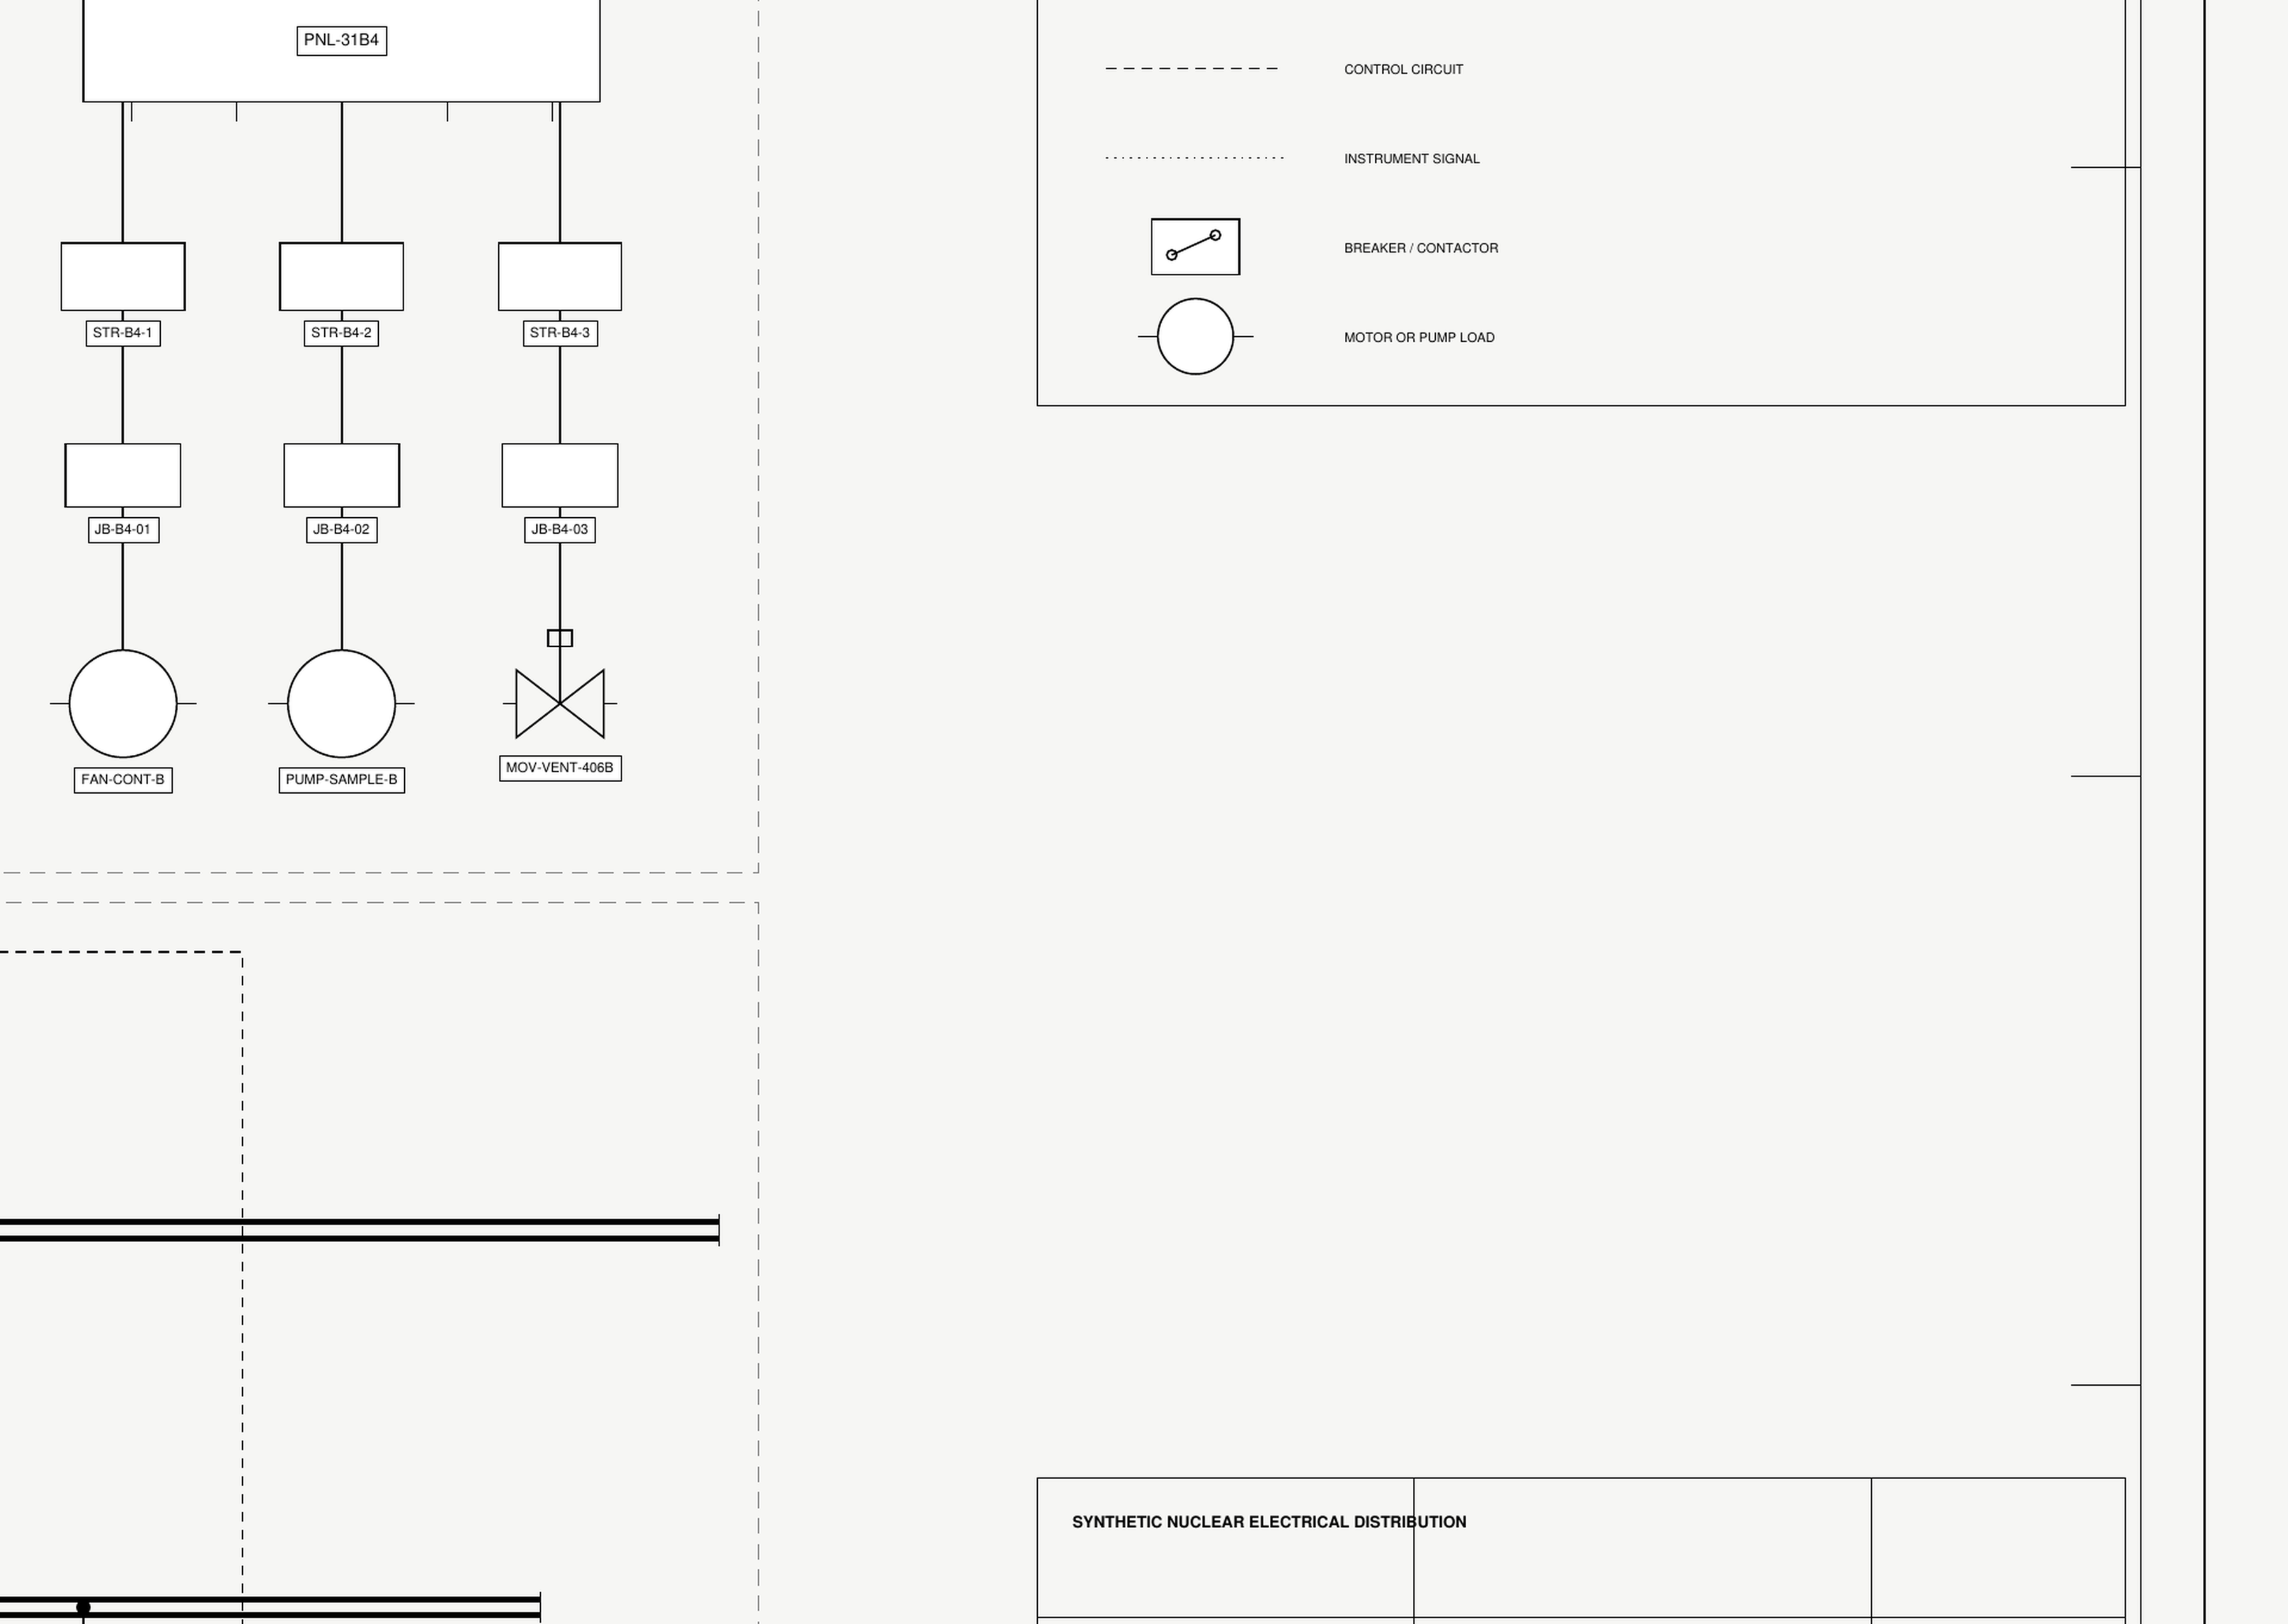 PNL-31B4
STR-B4-1
STR-B4-2
STR-B4-3
JB-B4-01
JB-B4-02
JB-B4-03
FAN-CONT-B
PUMP-SAMPLE-B
MOV-VENT-406B
CONTROL CIRCUIT
INSTRUMENT SIGNAL
BREAKER / CONTACTOR
MOTOR OR PUMP LOAD
SYNTHETIC NUCLEAR ELECTRICAL DISTRIBUTION